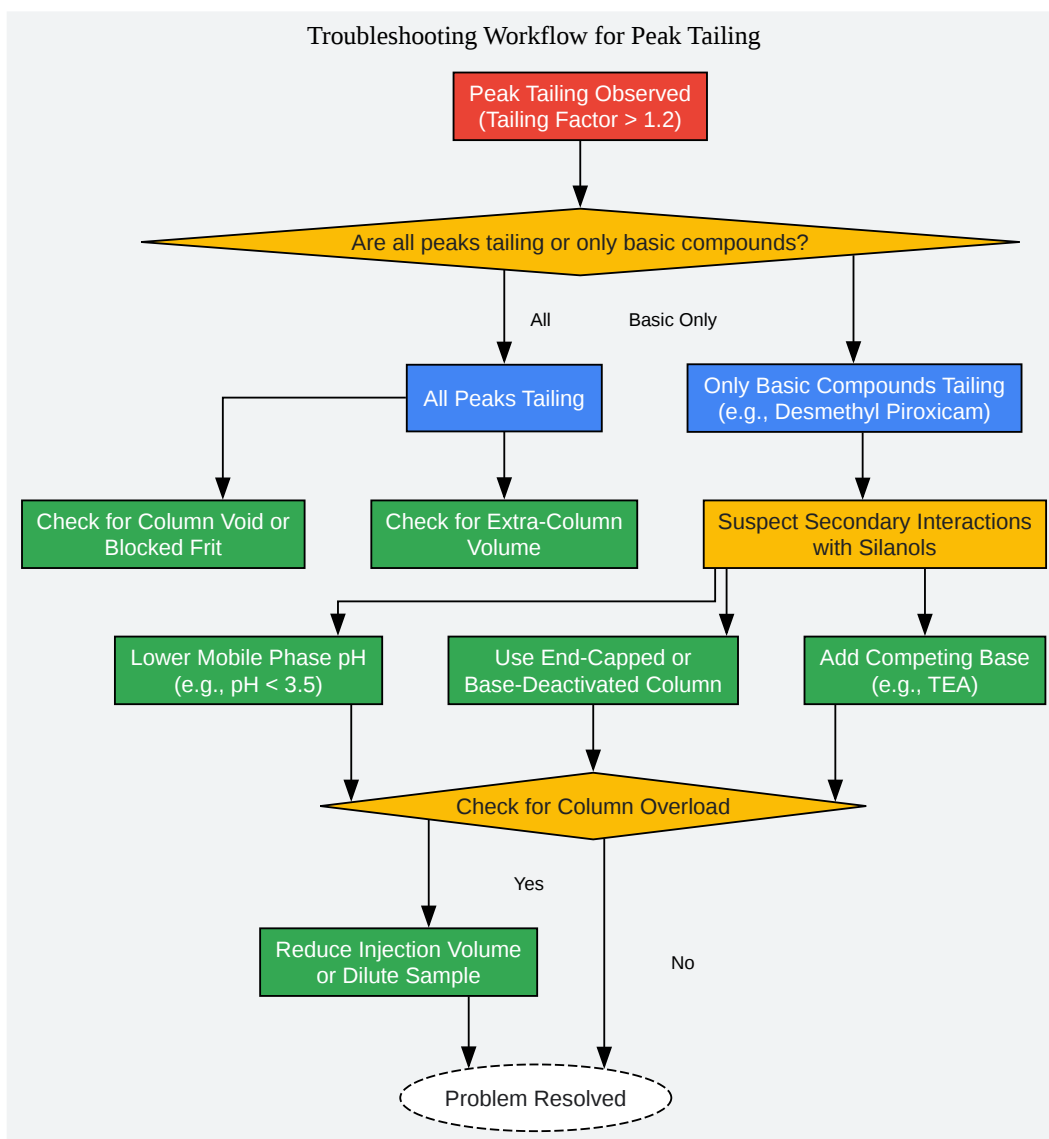 Troubleshooting Workflow for Peak Tailing
Peak Tailing Observed
(Tailing Factor > 1.2)
Are all peaks tailing or only basic compounds?
All
Basic Only
All Peaks Tailing
Only Basic Compounds Tailing
(e.g., Desmethyl Piroxicam)
Check for Column Void or
Blocked Frit
Check for Extra-Column
Volume
Suspect Secondary Interactions
with Silanols
Lower Mobile Phase pH
(e.g., pH < 3.5)
Use End-Capped or
Base-Deactivated Column
Add Competing Base
(e.g., TEA)
Check for Column Overload
Yes
Reduce Injection Volume
or Dilute Sample
No
Problem Resolved